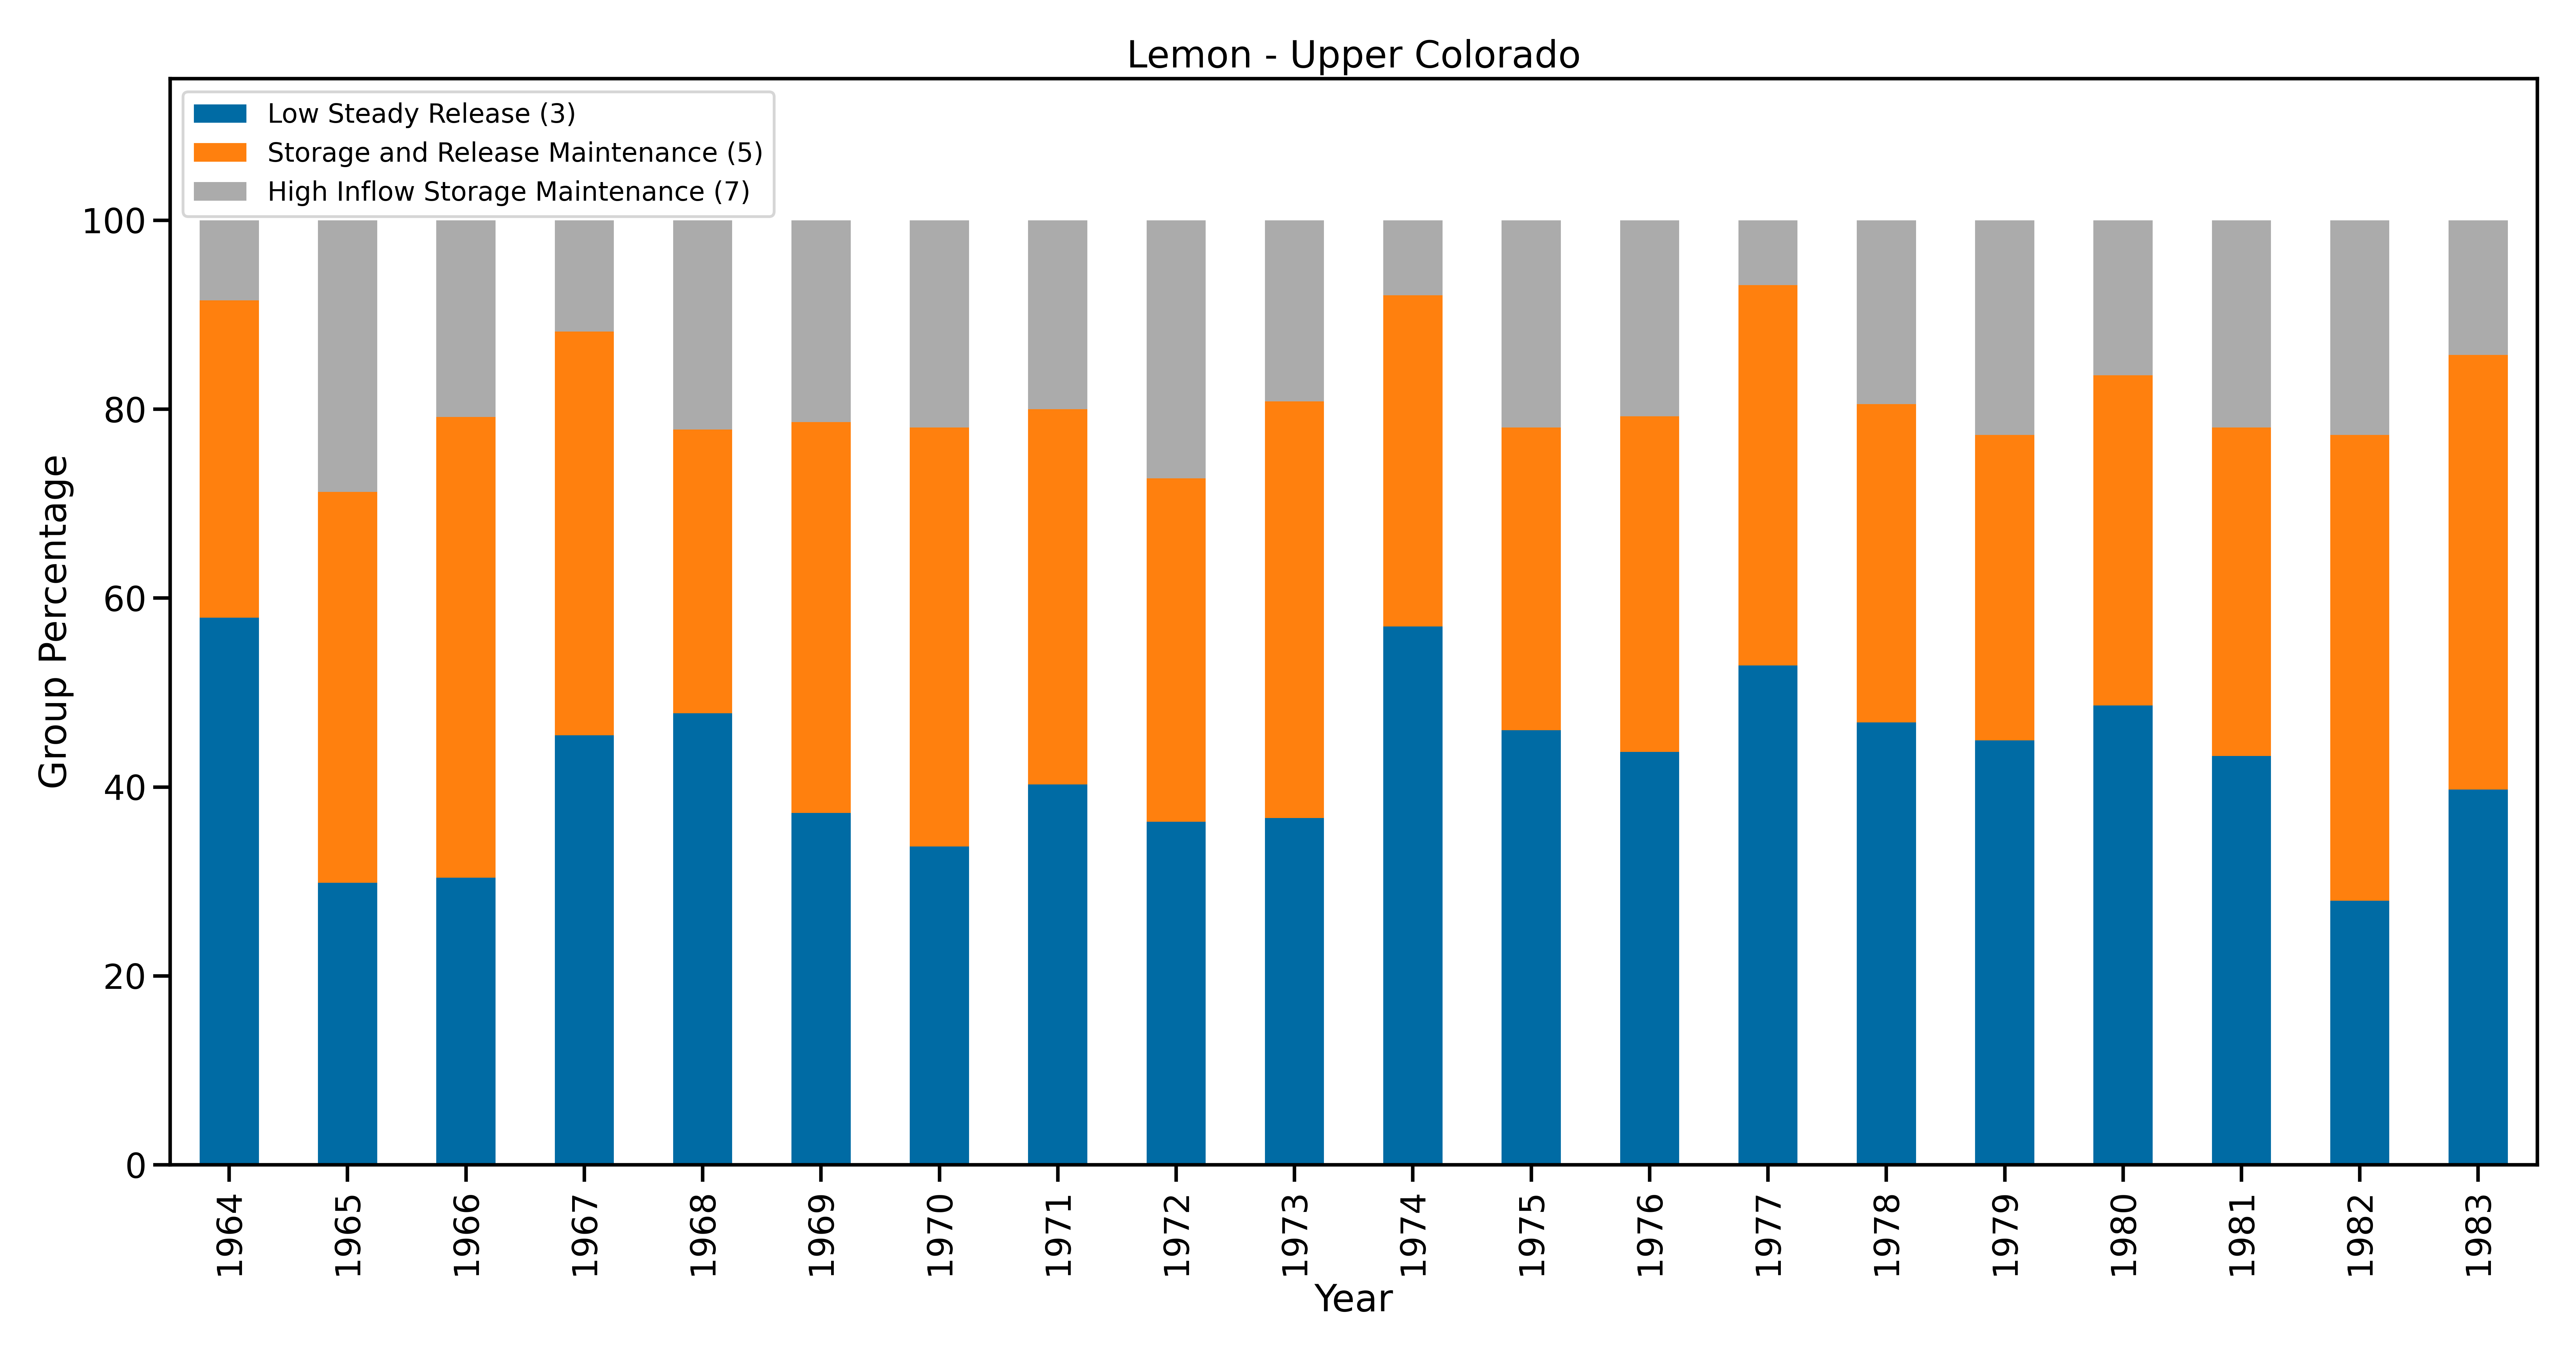 Lemon - Upper Colorado
Low Steady Release (3)
Storage and Release Maintenance (5)
High Inflow Storage Maintenance (7)
100
80
60
40
20
0
Group Percentage
1964 1965 1966 1967 1968 1969 1970 1971 1972 1973 1974 1975 1976 1977 1978 1979 1980 1981 1982 1983
Year